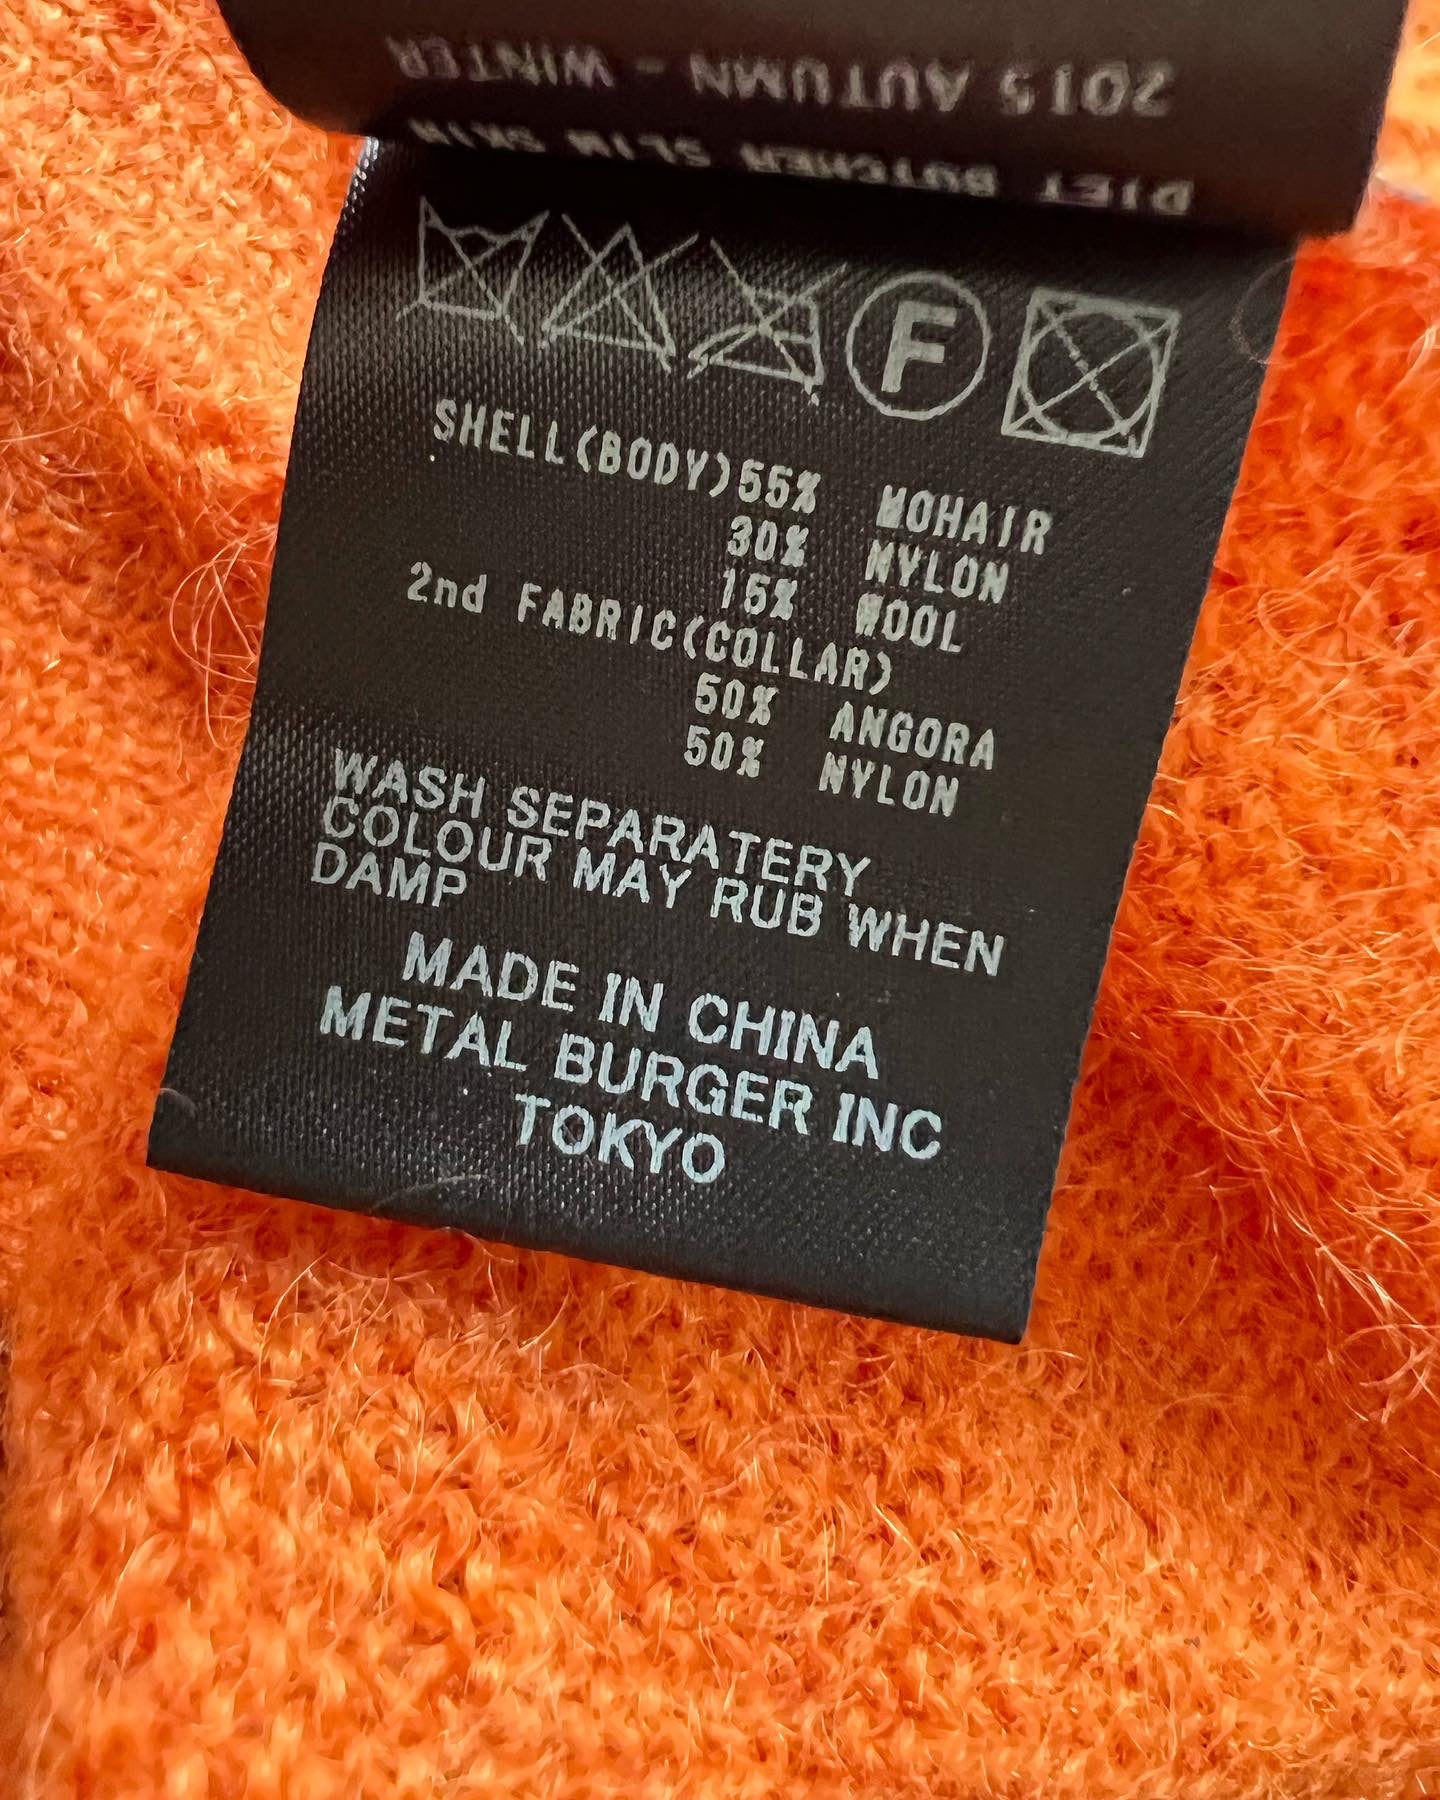 2015 AUTUMN - WINTER
DIET BUTCHER SLIM SKIN
F
SHELL(BODY)55% MOHAIR
30% NYLON
15% WOOL
2nd FABRIC(COLLAR)
50% ANGORA
50% NYLON
WASH SEPARATERY
COLOUR MAY RUB WHEN
DAMP
MADE IN CHINA
METAL BURGER INC
TOKYO